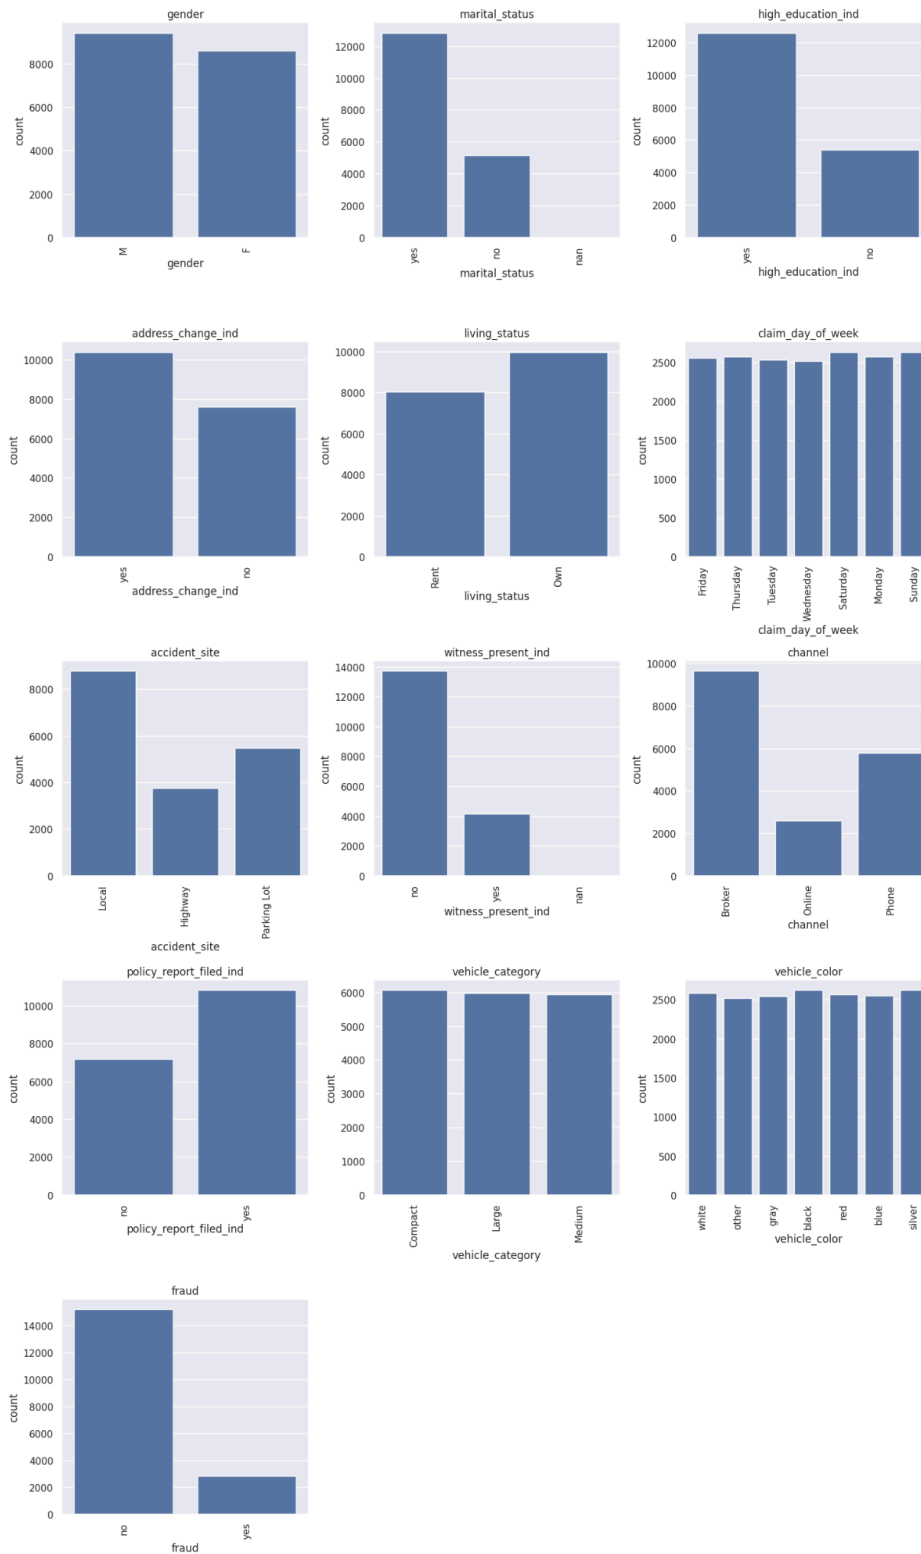 gender
8000
6000
4000
2000
0
count
M
F
gender
marital_status
12000
10000
8000
6000
4000
2000
0
count
yes
no
nan
marital_status
high_education_ind
12000
10000
8000
6000
4000
2000
0
count
yes
no
high_education_ind
address_change_ind
10000
8000
6000
4000
2000
0
count
yes
no
address_change_ind
living_status
10000
8000
6000
4000
2000
0
count
Rent
Own
living_status
claim_day_of_week
2500
2000
1500
1000
500
0
count
Friday
Thursday
Tuesday
Wednesday
Saturday
Monday
Sunday
claim_day_of_week
accident_site
8000
6000
4000
2000
0
count
Local
Highway
Parking Lot
accident_site
witness_present_ind
14000
12000
10000
8000
6000
4000
2000
0
count
no
yes
nan
witness_present_ind
channel
10000
8000
6000
4000
2000
0
count
Broker
Online
Phone
channel
policy_report_filed_ind
10000
8000
6000
4000
2000
0
count
no
yes
policy_report_filed_ind
vehicle_category
6000
5000
4000
3000
2000
1000
0
count
Compact
Large
Medium
vehicle_category
vehicle_color
2500
2000
1500
1000
500
0
count
white
other
gray
black
red
blue
silver
vehicle_color
fraud
14000
12000
10000
8000
6000
4000
2000
0
count
no
yes
fraud